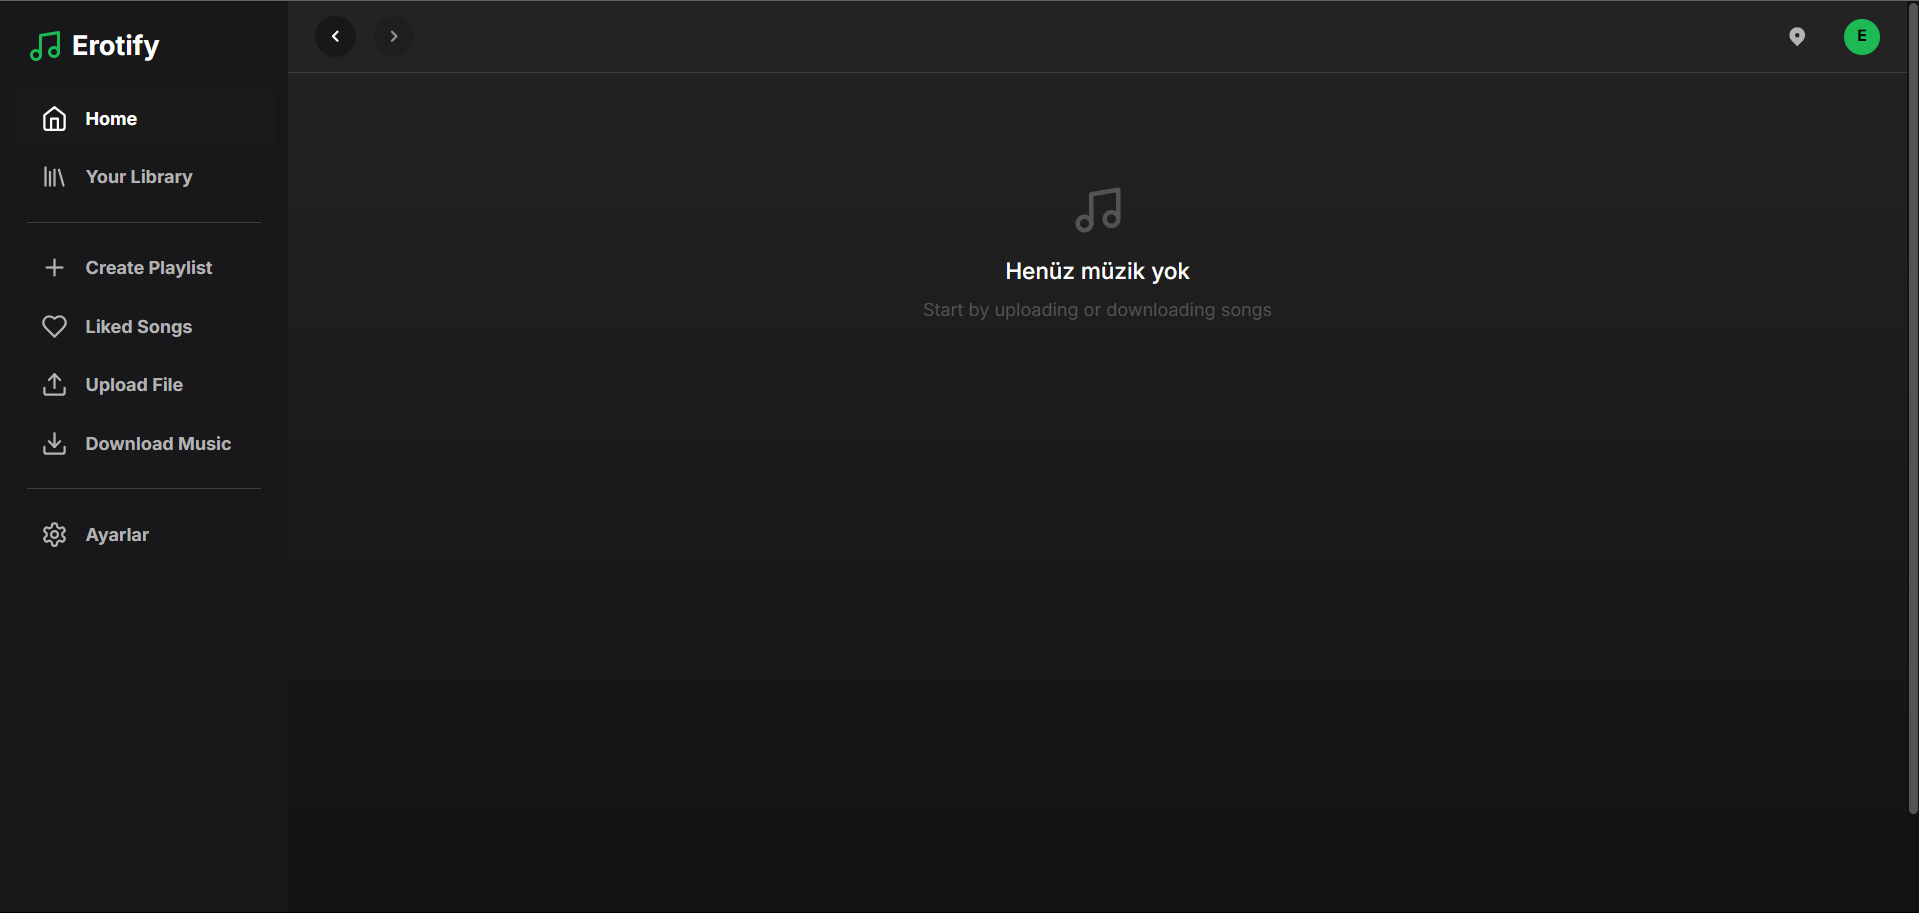 Erotify
Home
Your Library
Create Playlist
Liked Songs
Upload File
Download Music
Ayarlar
E
Henüz müzik yok
Start by uploading or downloading songs